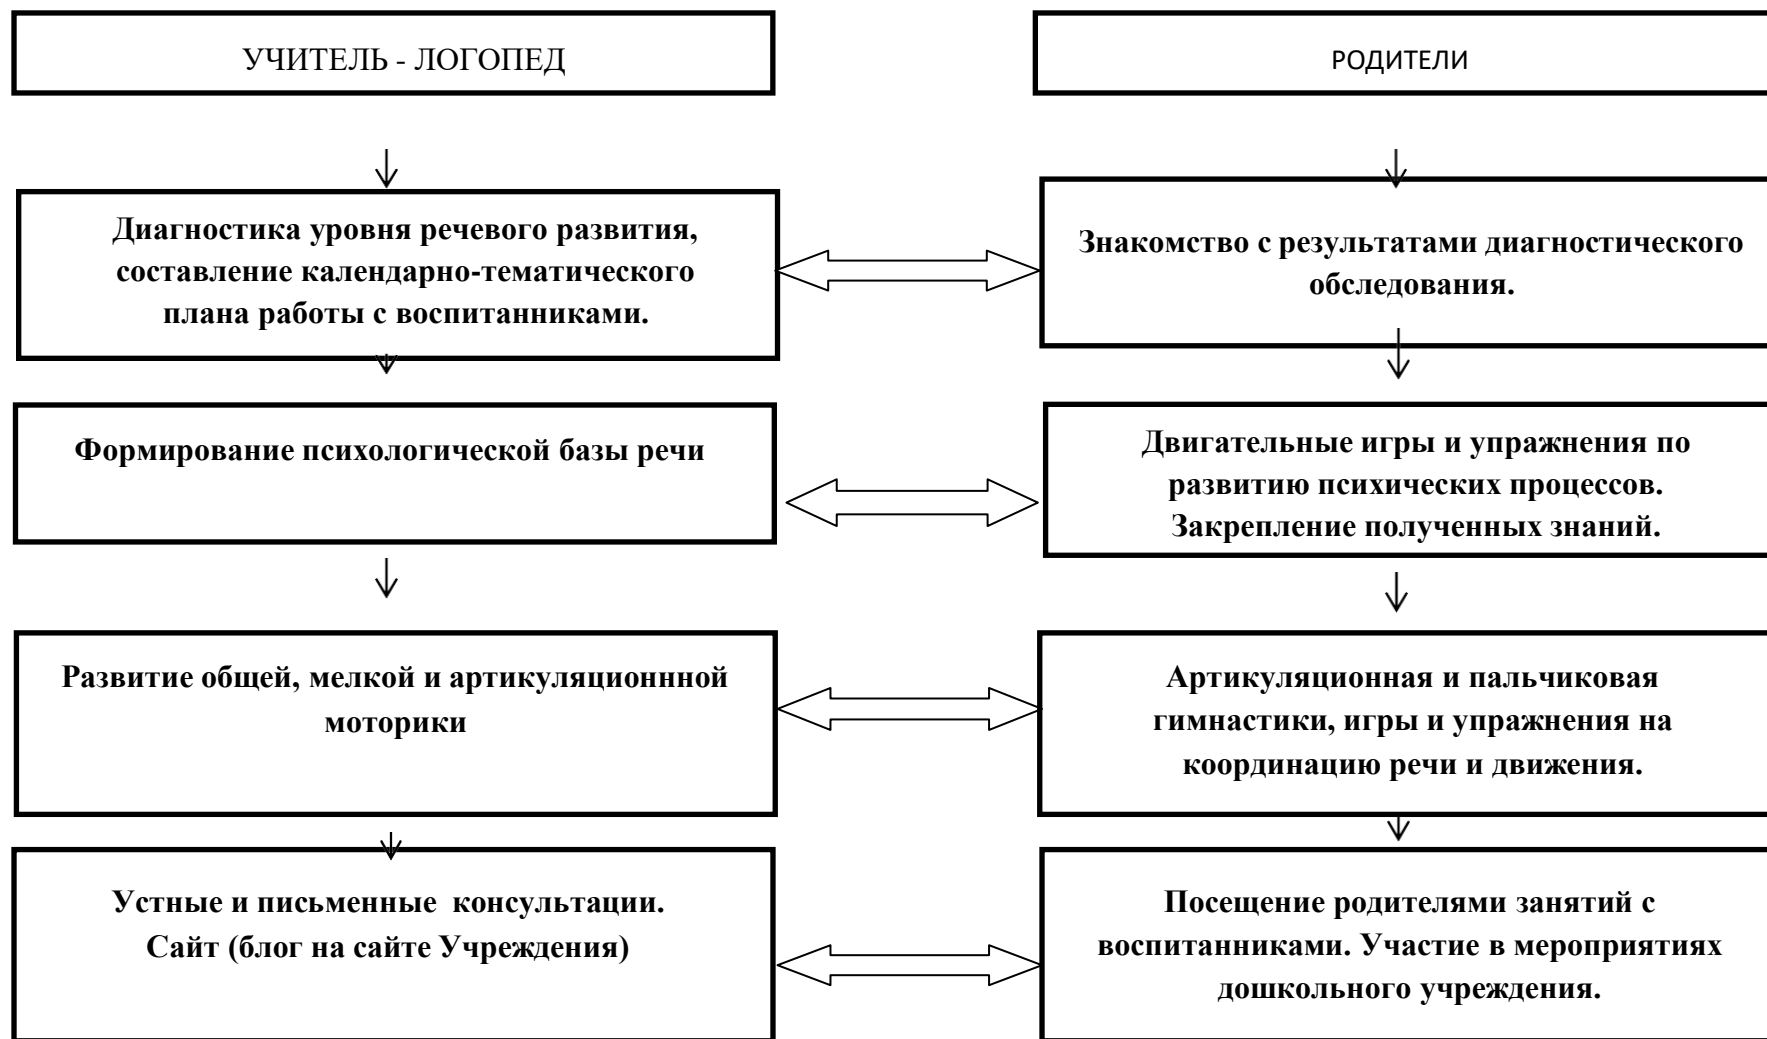 УЧИТЕЛЬ - ЛОГОПЕД
РОДИТЕЛИ
Диагностика уровня речевого развития,
составление календарно-тематического
плана работы с воспитанниками.
Знакомство с результатами диагностического
обследования.
Формирование психологической базы речи
Двигательные игры и упражнения по
развитию психических процессов.
Закрепление полученных знаний.
Развитие общей, мелкой и артикуляционнной
моторики
Артикуляционная и пальчиковая
гимнастики, игры и упражнения на
координацию речи и движения.
Устные и письменные  консультации.
Сайт (блог на сайте Учреждения)
Посещение родителями занятий с
воспитанниками. Участие в мероприятиях
дошкольного учреждения.